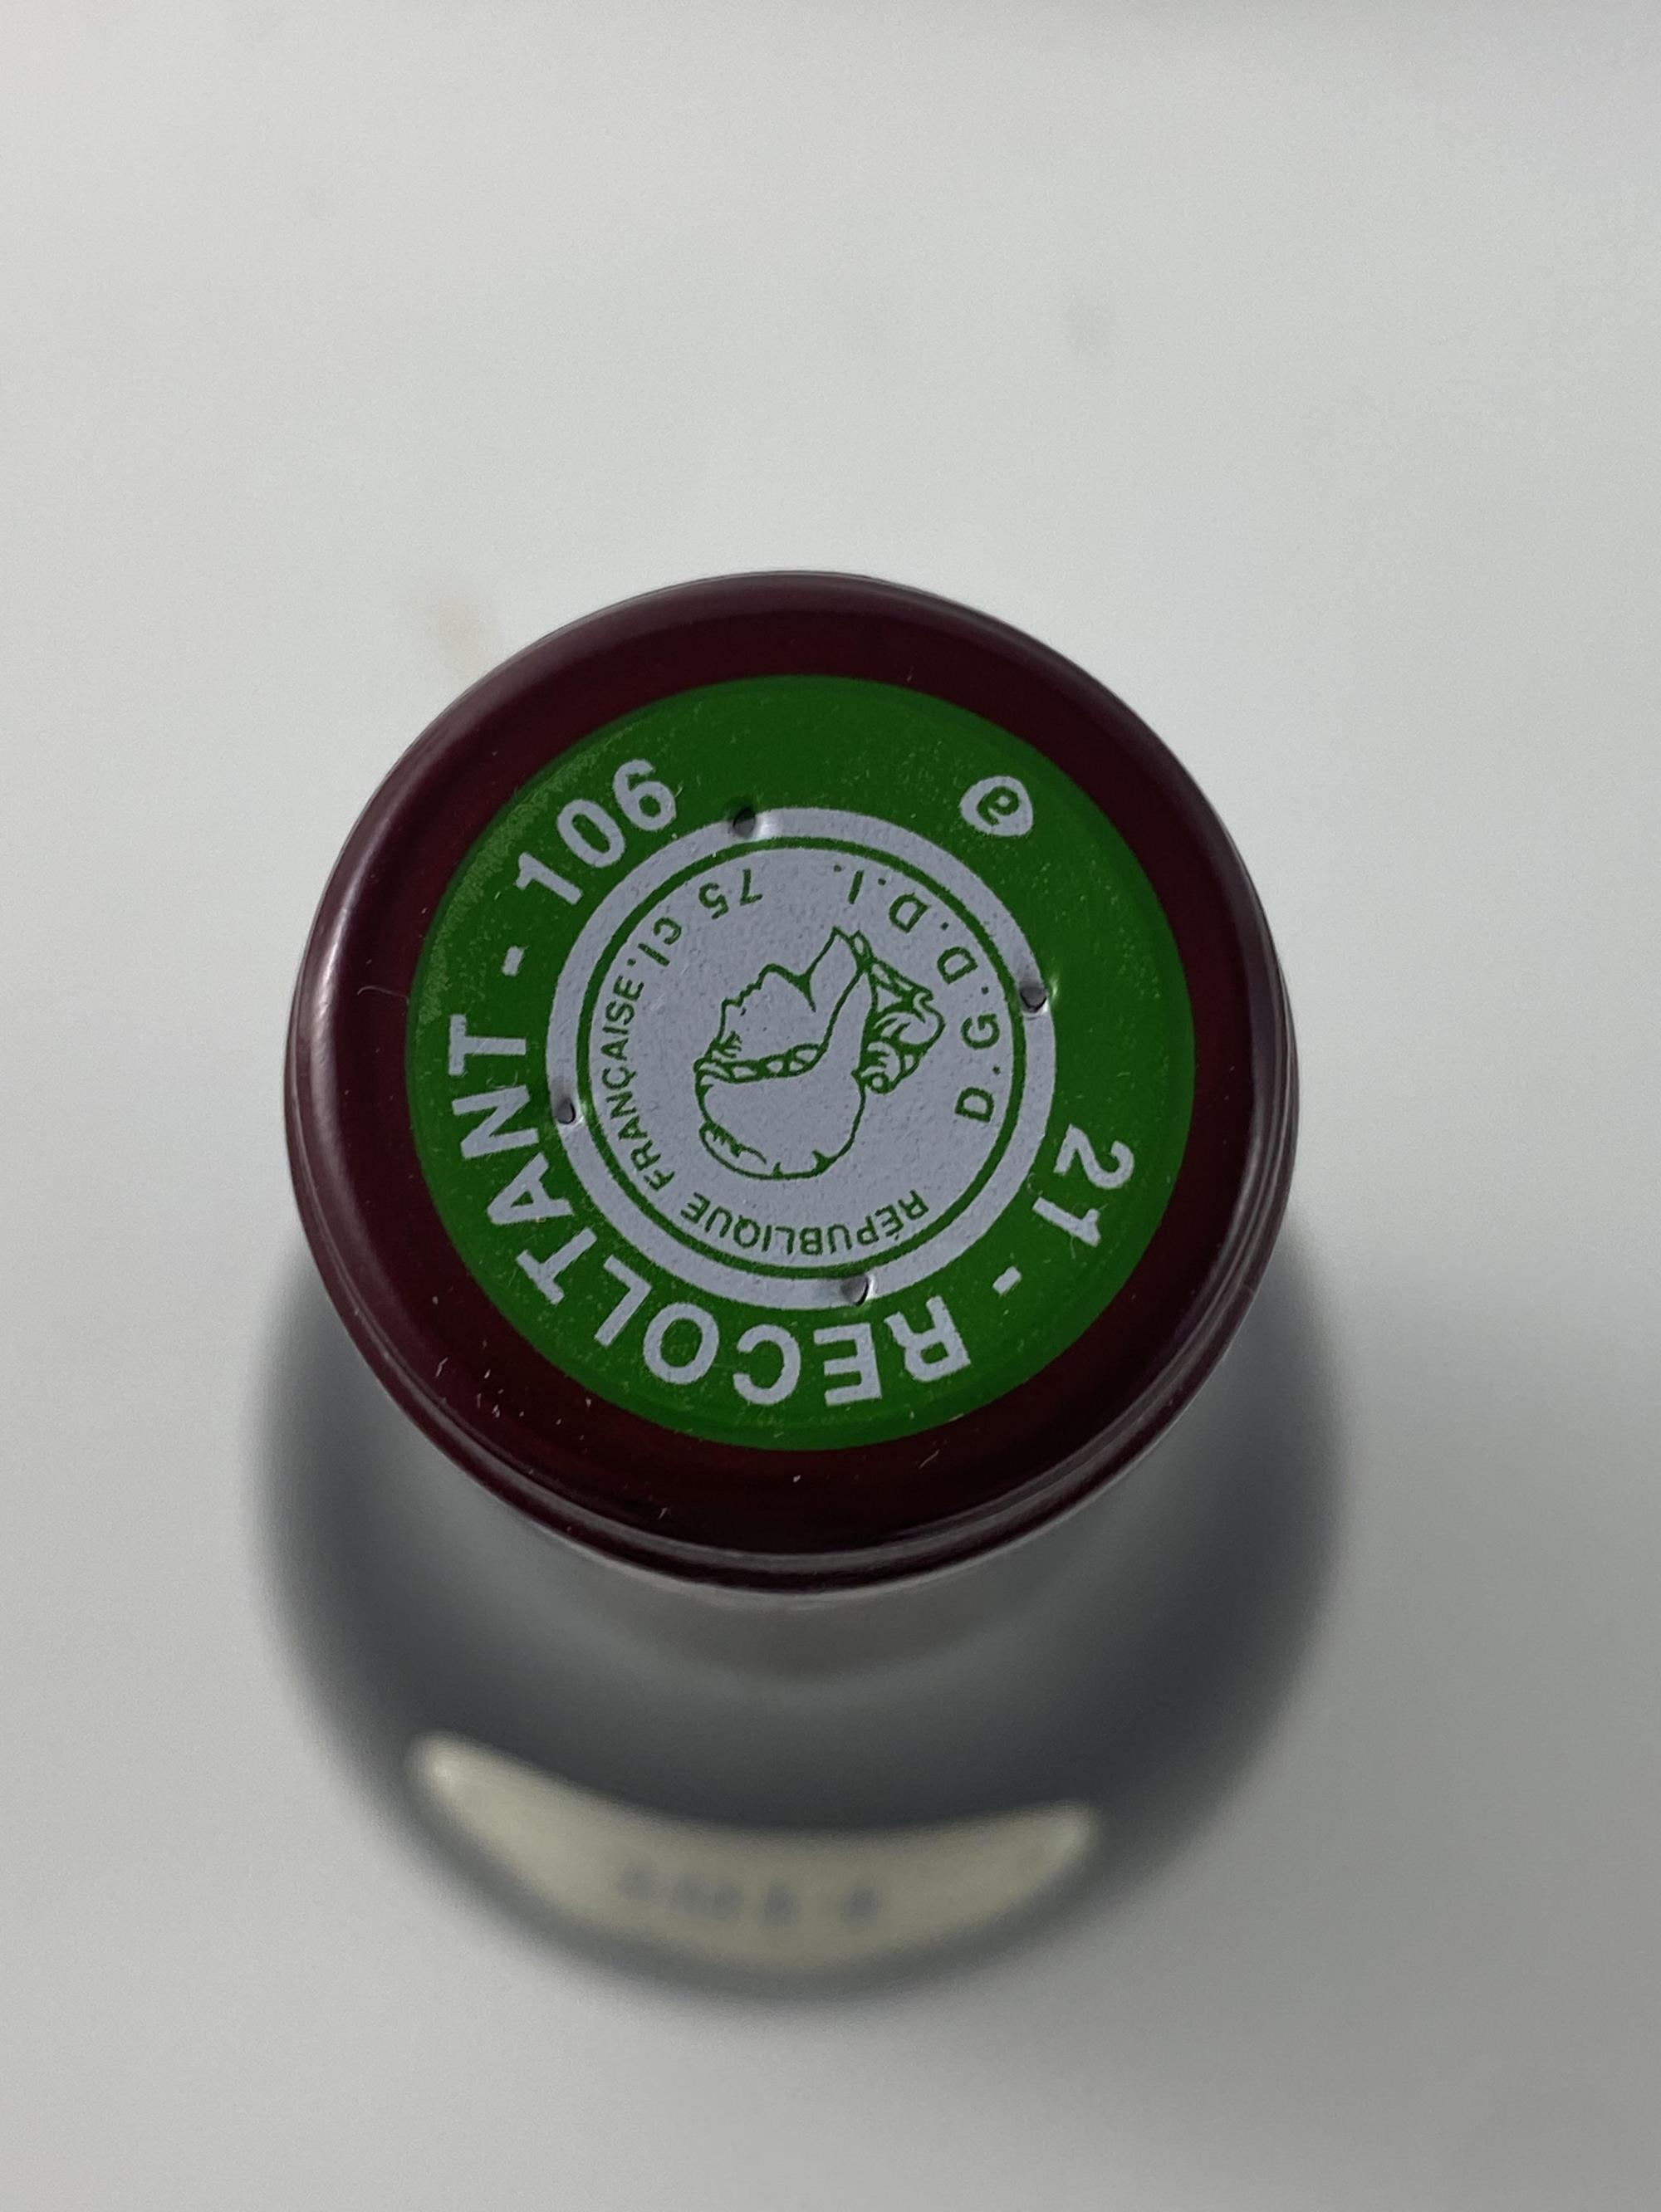 21 - RECOLTANT - 106
@
RÉPUBLIQUE FRANÇAISE
D.G.D.D.I.
75 cl.